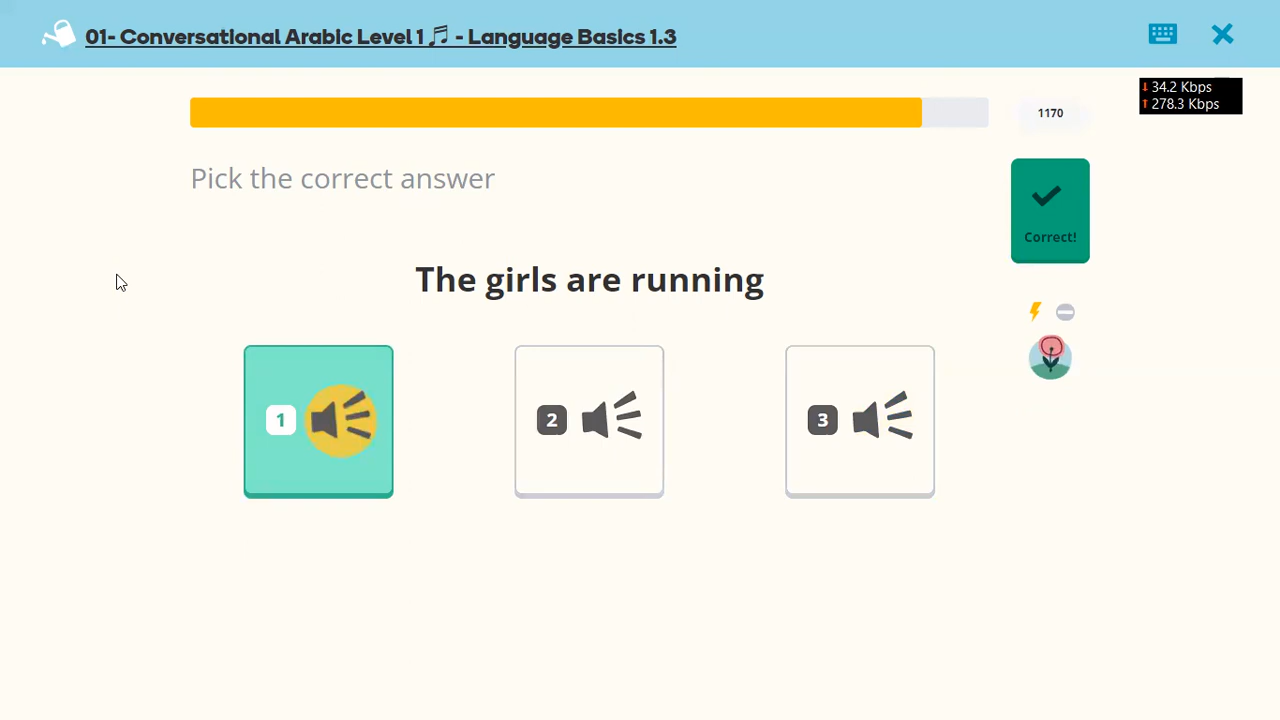 01- Conversational Arabic Level 1🎵 - Language Basics 1.3
34.2 Kbps
278.3 Kbps
1170
Pick the correct answer
Correct!
The girls are running
1
2
3